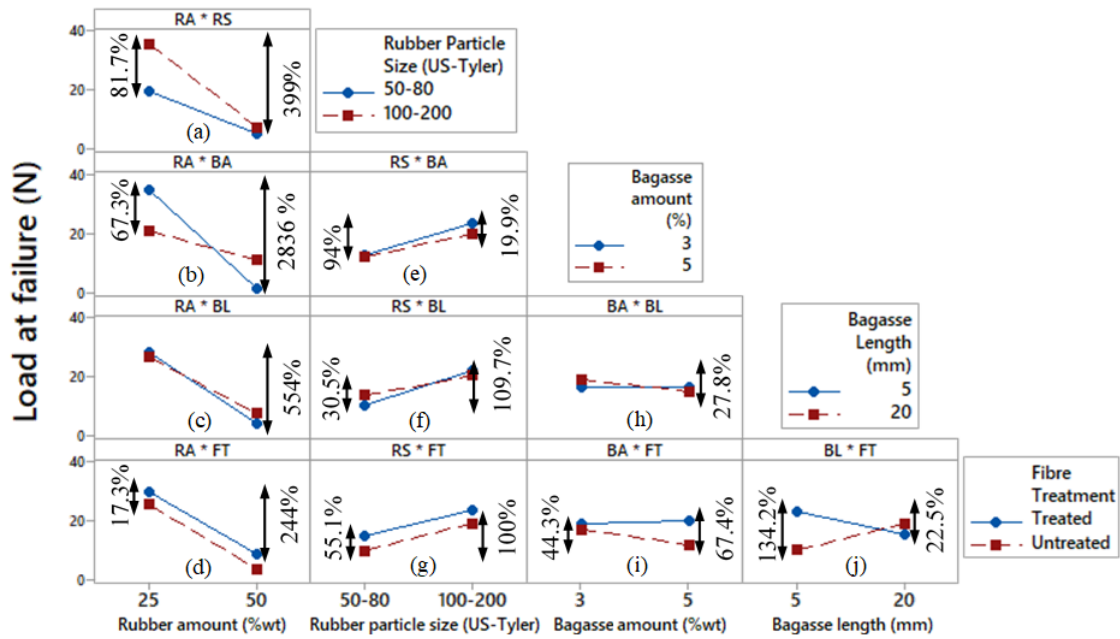 RA * RS
40
20
0
81.7%
399%
(a)
Rubber Particle
Size (US-Tyler)
50-80
100-200
Load at failure (N)
RA * BA
RS * BA
40
20
0
67.3%
2836 %
(b)
94%
19.9%
(e)
Bagasse
amount
(%)
3
5
RA * BL
RS * BL
BA * BL
40
20
0
554%
(c)
30.5%
109.7%
(f)
27.8%
(h)
Bagasse
Length
(mm)
5
20
RA * FT
RS * FT
BA * FT
BL * FT
40
20
0
17.3%
244%
(d)
55.1%
100%
(g)
44.3%
67.4%
(i)
134.2%
22.5%
(j)
Fibre
Treatment
Treated
Untreated
25 50 50-80 100-200 3 5 5 20
Rubber amount (%wt) Rubber particle size (US-Tyler) Bagasse amount (%wt) Bagasse length (mm)